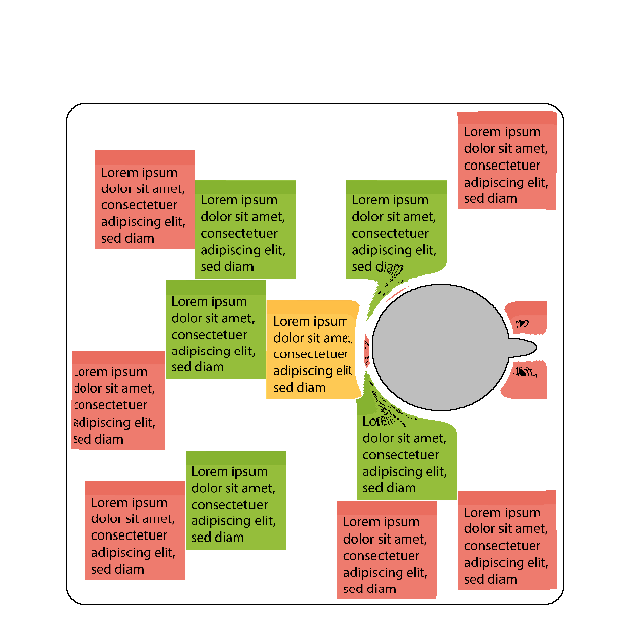 Lorem ipsum
dolor sit amet,
consectetuer
adipiscing elit,
sed diam
Lorem ipsum
dolor sit amet,
consectetuer
adipiscing elit,
sed diam
Lorem ipsum
dolor sit amet,
consectetuer
adipiscing elit,
sed diam
Lorem ipsum
dolor sit amet,
consectetuer
adipiscing elit,
sed diam
Lorem ipsum
dolor sit amet,
consectetuer
adipiscing elit,
sed diam
Lorem ipsum
dolor sit ame,
consectetuer
adipiscing elit
sed diam
Lorem ipsum
dolor sit amet,
consectetuer
adipiscing elit,
sed diam
dolor sit amet,
consectetuer
adipiscing elit,
sed diam
Lorem ipsum
dolor sit amet,
consectetuer
adipiscing elit,
sed diam
Lorem ipsum
dolor sit amet,
consectetuer
adipiscing elit,
sed diam
Lorem ipsum
dolor sit amet,
consectetuer
adipiscing elit,
sed diam
Lorem ipsum
dolor sit amet,
consectetuer
adipiscing elit,
sed diam